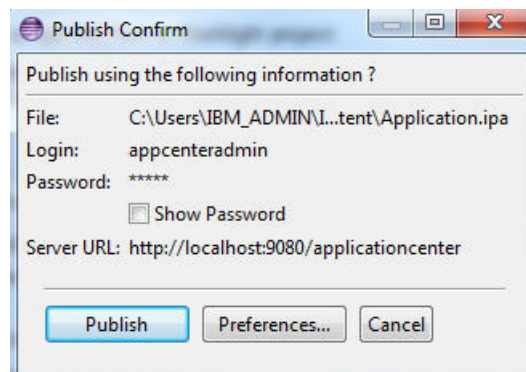 Publish Confirm
Publish using the following information ?
File: C:\Users\IBM_ADMIN\I...tent\Application.ipa
Login: appcenteradmin
Password: *****
Show Password
Server URL: http://localhost:9080/applicationcenter
Publish Preferences... Cancel